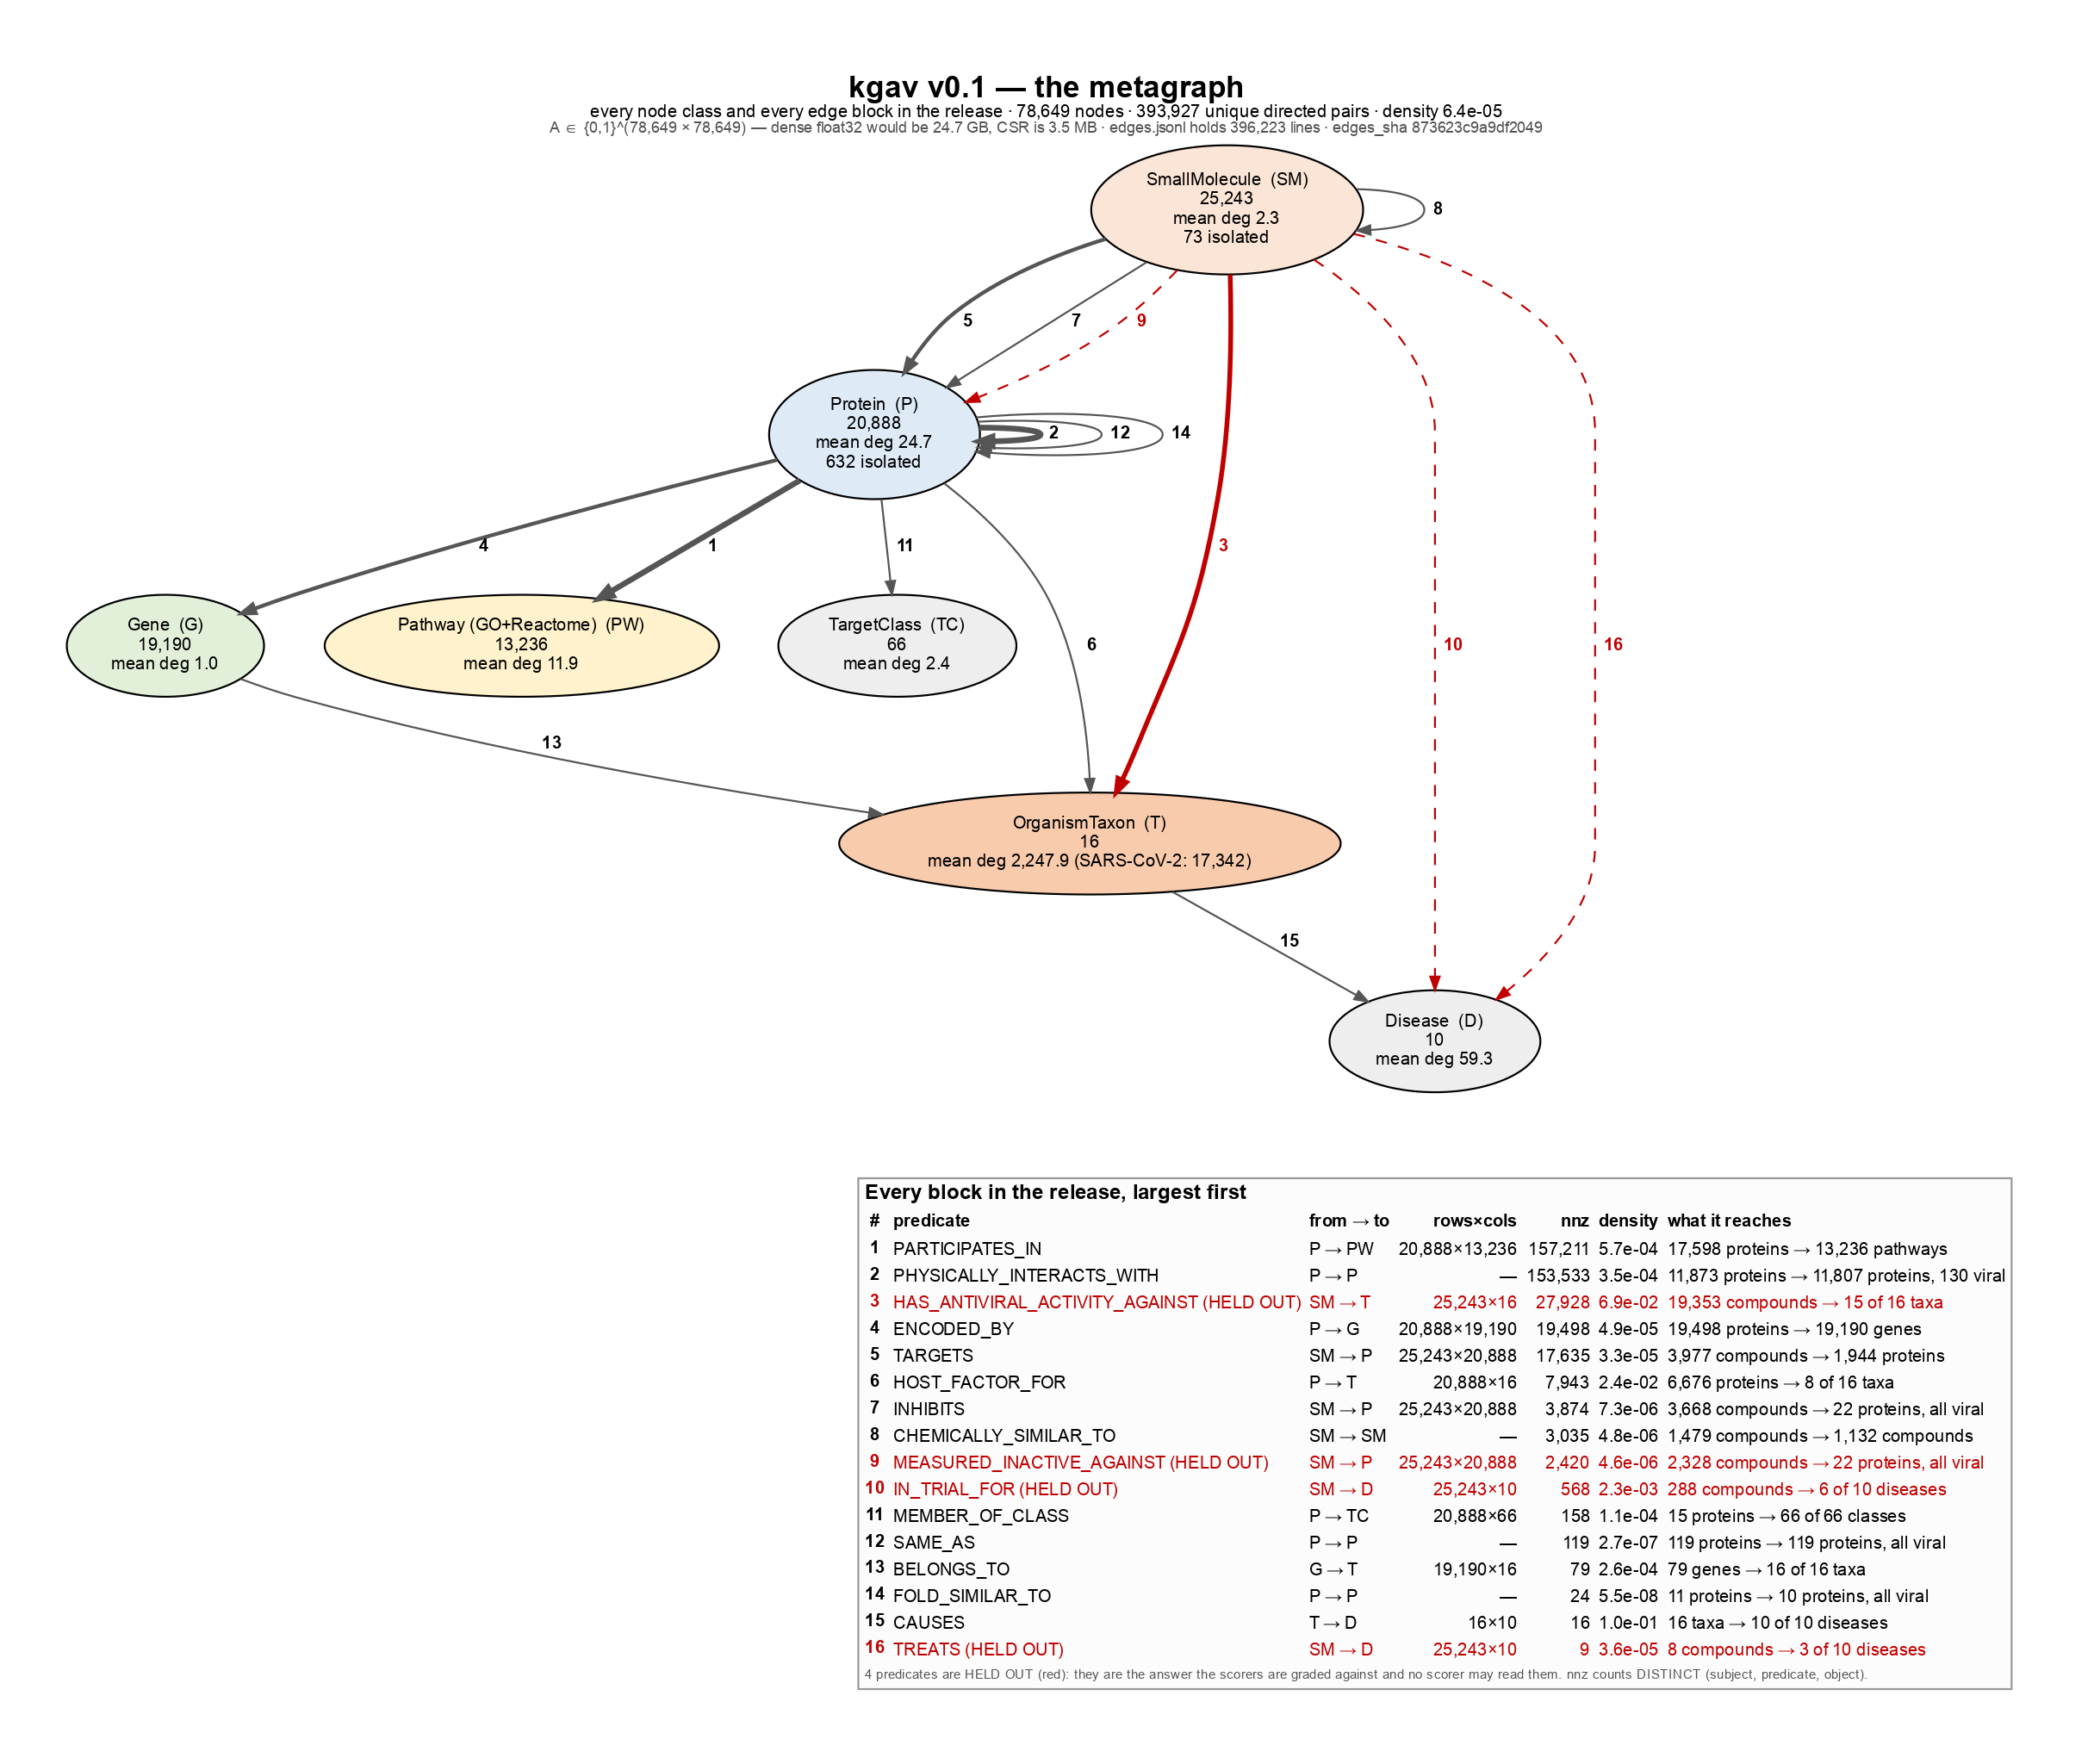 kgav v0.1 — the metagraph
every node class and every edge block in the release · 78,649 nodes · 393,927 unique directed pairs · density 6.4e-05
A ∈ {0,1}^(78,649 × 78,649) — dense float32 would be 24.7 GB, CSR is 3.5 MB · edges.jsonl holds 396,223 lines · edges_sha 873623c9a9df2049
SmallMolecule (SM)
25,243
mean deg 2.3
73 isolated
8
5
7
9
Protein (P)
20,888
mean deg 24.7
632 isolated
2
12
14
4
1
11
3
Gene (G)
19,190
mean deg 1.0
Pathway (GO+Reactome) (PW)
13,236
mean deg 11.9
TargetClass (TC)
66
mean deg 2.4
6
10
16
13
OrganismTaxon (T)
16
mean deg 2,247.9 (SARS-CoV-2: 17,342)
15
Disease (D)
10
mean deg 59.3
Every block in the release, largest first
# predicate from → to rows×cols nnz density what it reaches
1 PARTICIPATES_IN P → PW 20,888×13,236 157,211 5.7e-04 17,598 proteins → 13,236 pathways
2 PHYSICALLY_INTERACTS_WITH P → P — 153,533 3.5e-04 11,873 proteins → 11,807 proteins, 130 viral
3 HAS_ANTIVIRAL_ACTIVITY_AGAINST (HELD OUT) SM → T 25,243×16 27,928 6.9e-02 19,353 compounds → 15 of 16 taxa
4 ENCODED_BY P → G 20,888×19,190 19,498 4.9e-05 19,498 proteins → 19,190 genes
5 TARGETS SM → P 25,243×20,888 17,635 3.3e-05 3,977 compounds → 1,944 proteins
6 HOST_FACTOR_FOR P → T 20,888×16 7,943 2.4e-02 6,676 proteins → 8 of 16 taxa
7 INHIBITS SM → P 25,243×20,888 3,874 7.3e-06 3,668 compounds → 22 proteins, all viral
8 CHEMICALLY_SIMILAR_TO SM → SM — 3,035 4.8e-06 1,479 compounds → 1,132 compounds
9 MEASURED_INACTIVE_AGAINST (HELD OUT) SM → P 25,243×20,888 2,420 4.6e-06 2,328 compounds → 22 proteins, all viral
10 IN_TRIAL_FOR (HELD OUT) SM → D 25,243×10 568 2.3e-03 288 compounds → 6 of 10 diseases
11 MEMBER_OF_CLASS P → TC 20,888×66 158 1.1e-04 15 proteins → 66 of 66 classes
12 SAME_AS P → P — 119 2.7e-07 119 proteins → 119 proteins, all viral
13 BELONGS_TO G → T 19,190×16 79 2.6e-04 79 genes → 16 of 16 taxa
14 FOLD_SIMILAR_TO P → P — 24 5.5e-08 11 proteins → 10 proteins, all viral
15 CAUSES T → D 16×10 16 1.0e-01 16 taxa → 10 of 10 diseases
16 TREATS (HELD OUT) SM → D 25,243×10 9 3.6e-05 8 compounds → 3 of 10 diseases
4 predicates are HELD OUT (red): they are the answer the scorers are graded against and no scorer may read them. nnz counts DISTINCT (subject, predicate, object).